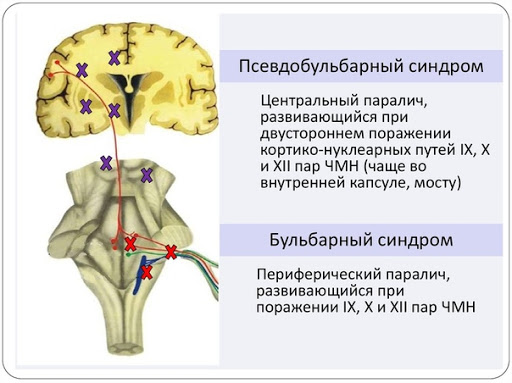 Псевдобульбарный синдром
Центральный паралич,
развивающийся при
двустороннем поражении
кортико-нуклеарных путей IX, X
и XII пар ЧМН (чаще во
внутренней капсуле, мосту)
Бульбарный синдром
Периферический паралич,
развивающийся при
поражении IX, X и XII пар ЧМН